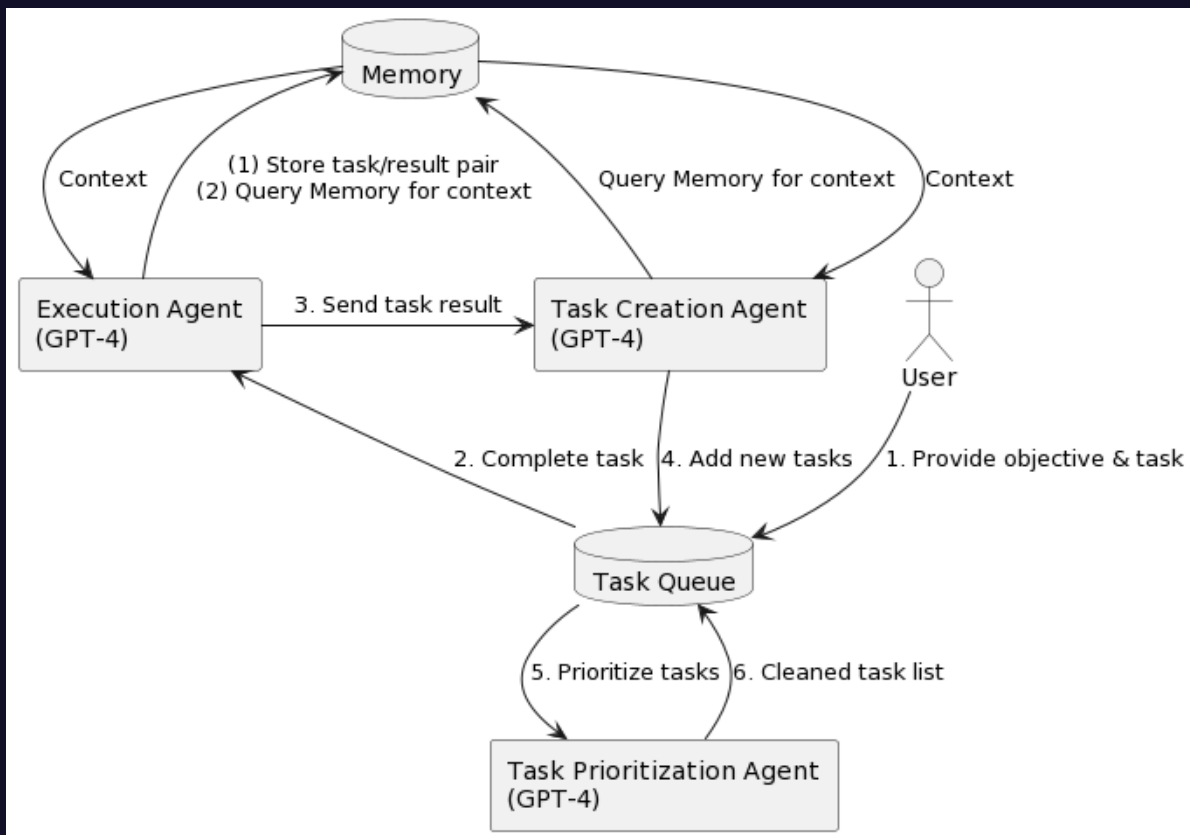 Memory
Context
(1) Store task/result pair
(2) Query Memory for context
Query Memory for context
Context
Execution Agent
(GPT-4)
3. Send task result
Task Creation Agent
(GPT-4)
User
2. Complete task
4. Add new tasks
1. Provide objective & task
Task Queue
5. Prioritize tasks
6. Cleaned task list
Task Prioritization Agent
(GPT-4)